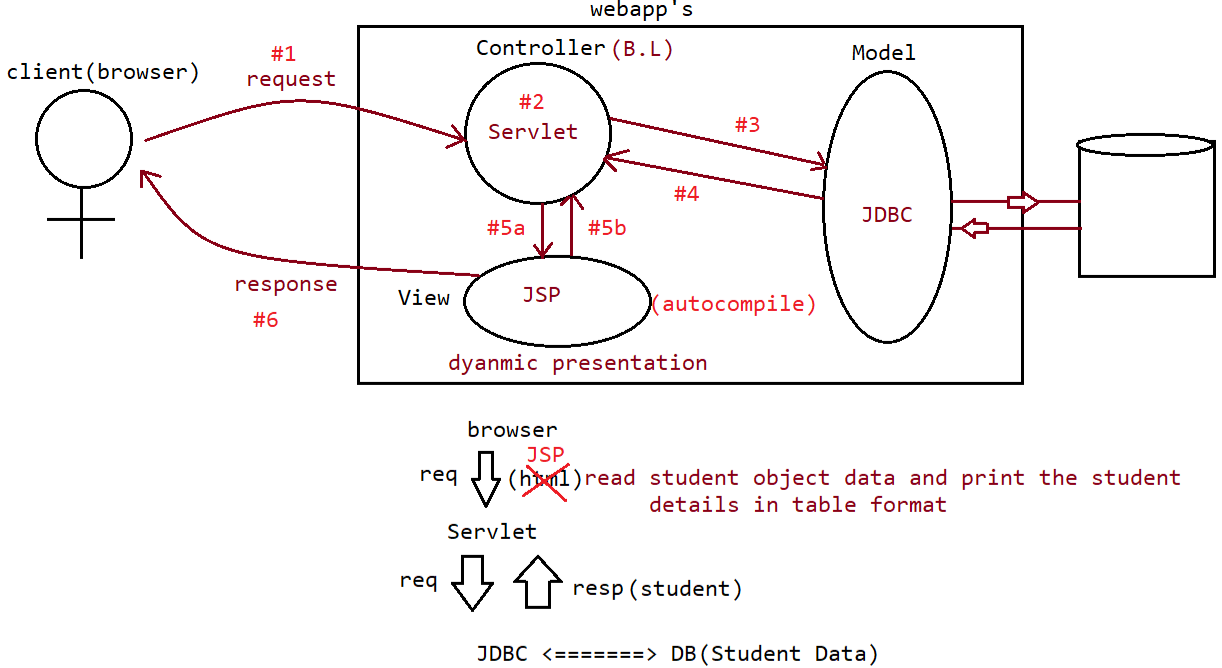 webapp's
client(browser)
#1
request
Controller(B.L)
Model
#2
Servlet
#3
#4
JDBC
#5a
#5b
response
#6
View
JSP
(autocompile)
dyanmic presentation
browser
JSP
req
(html)read student object data and print the student
details in table format
Servlet
req
resp(student)
JDBC <=======> DB(Student Data)